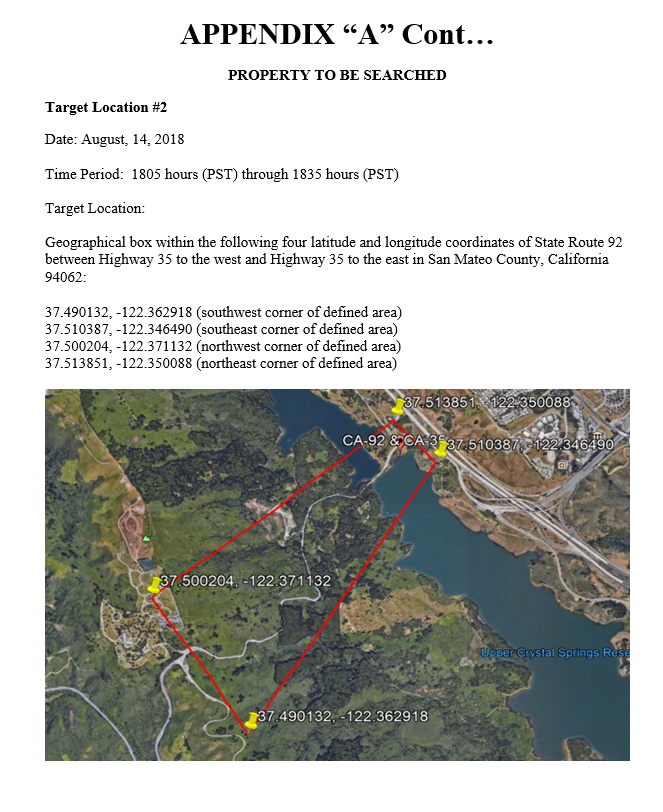 APPENDIX “A” Cont…
PROPERTY TO BE SEARCHED
Target Location #2
Date: August, 14, 2018
Time Period:  1805 hours (PST) through 1835 hours (PST)
Target Location:
Geographical box within the following four latitude and longitude coordinates of State Route 92
between Highway 35 to the west and Highway 35 to the east in San Mateo County, California
94062:
37.490132, -122.362918 (southwest corner of defined area)
37.510387, -122.346490 (southeast corner of defined area)
37.500204, -122.371132 (northwest corner of defined area)
37.513851, -122.350088 (northeast corner of defined area)
37.513851, -122.350088
CA-92 & CA-35
37.510387, -122.346490
37.500204, -122.371132
Upper Crystal Springs Rese
37.490132, -122.362918